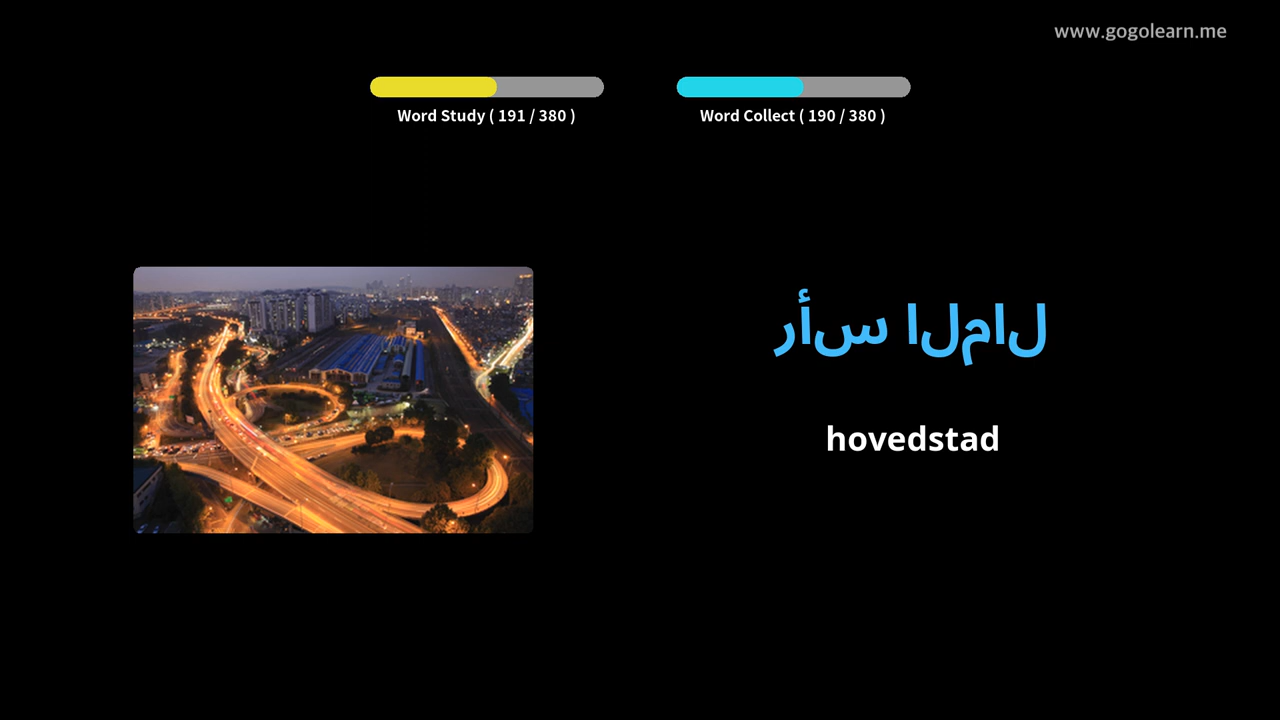 www.gogolearn.me
Word Study ( 191 / 380 )
Word Collect ( 190 / 380 )
رأس المال
hovedstad